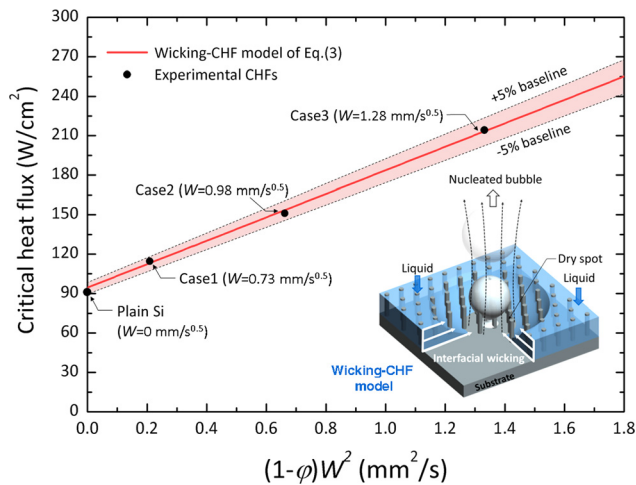 300
270
240
210
180
150
120
90
60
30
0
Critical heat flux (W/cm²)
Wicking-CHF model of Eq.(3)
Experimental CHFs
+5% baseline
-5% baseline
Case3 (W=1.28 mm/s⁰·⁵)
Case2 (W=0.98 mm/s⁰·⁵)
Case1 (W=0.73 mm/s⁰·⁵)
Plain Si
(W=0 mm/s⁰·⁵)
Nucleated bubble
Dry spot
Liquid
Liquid
Interfacial wicking
Wicking-CHF
model
Substrate
0.0 0.2 0.4 0.6 0.8 1.0 1.2 1.4 1.6 1.8
(1-φ)W² (mm²/s)